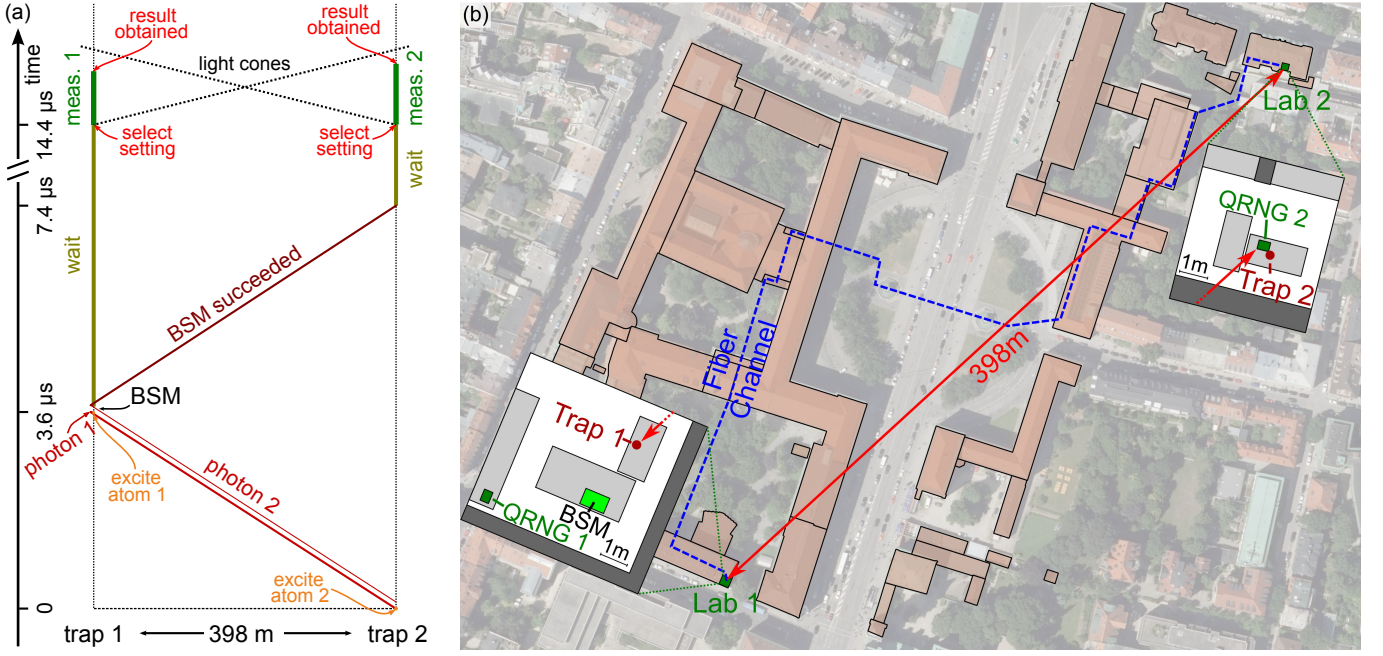 (a)
result
obtained
result
obtained
time
meas. 1
light cones
meas. 2
14.4 µs
select
setting
select
setting
wait
7.4 µs
wait
BSM succeeded
BSM
3.6 µs
photon 1
excite
atom 1
photon 2
excite
atom 2
0
trap 1
398 m
trap 2
(b)
Lab 2
QRNG 2
1m
Trap 2
398m
Fiber
Channel
Trap 1
QRNG 1
BSM
1m
Lab 1